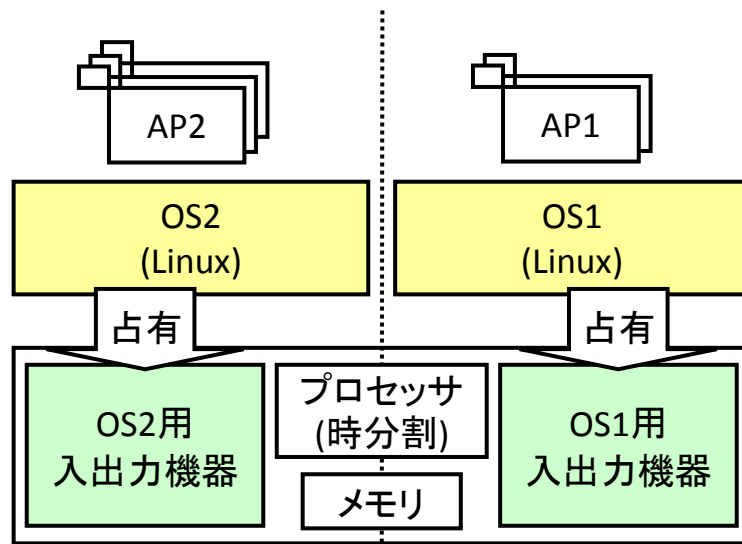 AP2
AP1
OS2
(Linux)
OS1
(Linux)
占有
占有
OS2用
入出力機器
プロセッサ
(時分割)
メモリ
OS1用
入出力機器